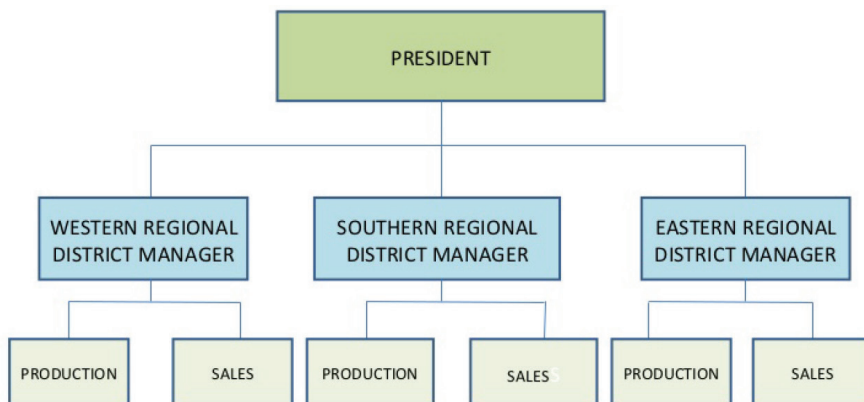 PRESIDENT
WESTERN REGIONAL
DISTRICT MANAGER
SOUTHERN REGIONAL
DISTRICT MANAGER
EASTERN REGIONAL
DISTRICT MANAGER
PRODUCTION
SALES
PRODUCTION
SALES
PRODUCTION
SALES